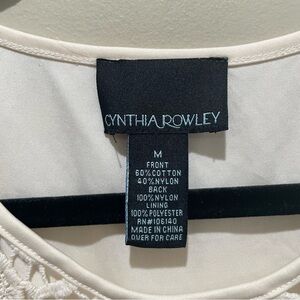 CYNTHIA ROWLEY
M
FRONT
60%COTTON
40%NYLON
BACK
100%NYLON
LINING
100%POLYESTER
RN#106140
MADE IN CHINA
OVER FOR CARE